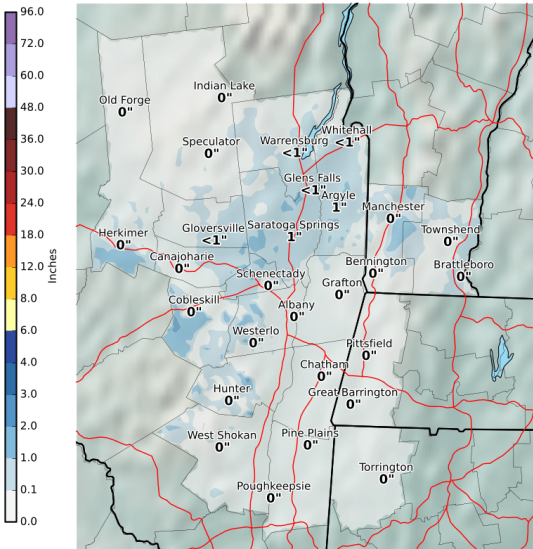 96.0
72.0
60.0
48.0
36.0
30.0
24.0
18.0
12.0
8.0
6.0
4.0
3.0
2.0
1.0
0.1
0.0
Inches
Indian Lake
0"
Old Forge
0"
Whitehall
<1"
Warrensburg
<1"
Speculator
0"
Glens Falls
<1"
Argyle
1"
Manchester
0"
Saratoga Springs
1"
Gloversville
<1"
Townshend
0"
Herkimer
0"
Canajoharie
0"
Bennington
0"
Brattleboro
0"
Schenectady
0"
Grafton
0"
Cobleskill
0"
Albany
0"
Westerlo
0"
Pittsfield
0"
Chatham
0"
Hunter
0"
Great Barrington
0"
West Shokan
0"
Pine Plains
0"
Torrington
0"
Poughkeepsie
0"